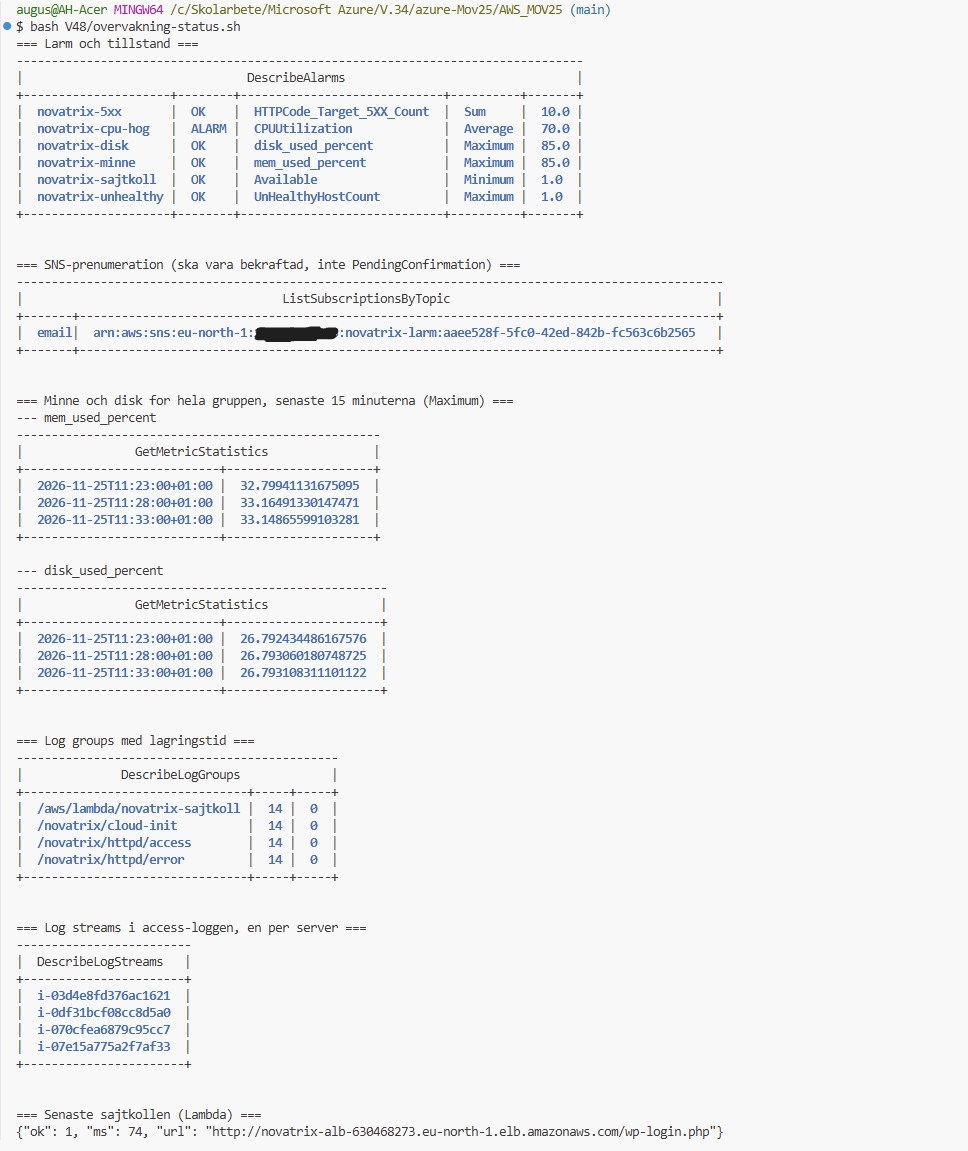 augus@AH-Acer MINGW64 /c/Skolarbete/Microsoft Azure/V.34/azure-Mov25/AWS_MOV25 (main)
$ bash V48/overvakning-status.sh
=== Larm och tillstand ===
-----------------------------------------------------------------------------------
|                                 DescribeAlarms                                  |
+----------------------+---------+------------------------------+----------+-------+
|  novatrix-5xx        |  OK     |  HTTPCode_Target_5XX_Count  |  Sum      |  10.0 |
|  novatrix-cpu-hog    |  ALARM  |  CPUUtilization             |  Average  |  70.0 |
|  novatrix-disk       |  OK     |  disk_used_percent          |  Maximum  |  85.0 |
|  novatrix-minne      |  OK     |  mem_used_percent           |  Maximum  |  85.0 |
|  novatrix-sajtkoll   |  OK     |  Available                  |  Minimum  |  1.0  |
|  novatrix-unhealthy  |  OK     |  UnHealthyHostCount         |  Maximum  |  1.0  |
+----------------------+---------+------------------------------+----------+-------+
=== SNS-prenumeration (ska vara bekraftad, inte PendingConfirmation) ===
-------------------------------------------------------------------------------------------------------
|                                      ListSubscriptionsByTopic                                       |
+-------+---------------------------------------------------------------------------------------------+
|  email|  arn:aws:sns:eu-north-1::novatrix-larm:aaee528f-5fc0-42ed-842b-fc563c6b2565   |
+-------+---------------------------------------------------------------------------------------------+
=== Minne och disk for hela gruppen, senaste 15 minuterna (Maximum) ===
--- mem_used_percent
-----------------------------------------------------
|                GetMetricStatistics                |
+-----------------------------+---------------------+
|  2026-11-25T11:23:00+01:00 |  32.79941131675095  |
|  2026-11-25T11:28:00+01:00 |  33.16491330147471  |
|  2026-11-25T11:33:00+01:00 |  33.14865599103281  |
+-----------------------------+---------------------+
--- disk_used_percent
------------------------------------------------------
|                GetMetricStatistics                 |
+-----------------------------+----------------------+
|  2026-11-25T11:23:00+01:00 |  26.792434486167576  |
|  2026-11-25T11:28:00+01:00 |  26.793060180748725  |
|  2026-11-25T11:33:00+01:00 |  26.793108311101122  |
+-----------------------------+----------------------+
=== Log groups med lagringstid ===
-----------------------------------------------
|              DescribeLogGroups              |
+---------------------------------+-----+-----+
|  /aws/lambda/novatrix-sajtkoll |  14 |  0  |
|  /novatrix/cloud-init          |  14 |  0  |
|  /novatrix/httpd/access        |  14 |  0  |
|  /novatrix/httpd/error         |  14 |  0  |
+---------------------------------+-----+-----+
=== Log streams i access-loggen, en per server ===
-------------------------
|  DescribeLogStreams   |
+-----------------------+
|  i-03d4e8fd376ac1621  |
|  i-0df31bcf08cc8d5a0  |
|  i-070cfea6879c95cc7  |
|  i-07e15a775a2f7af33  |
+-----------------------+
=== Senaste sajtkollen (Lambda) ===
{"ok": 1, "ms": 74, "url": "http://novatrix-alb-630468273.eu-north-1.elb.amazonaws.com/wp-login.php"}